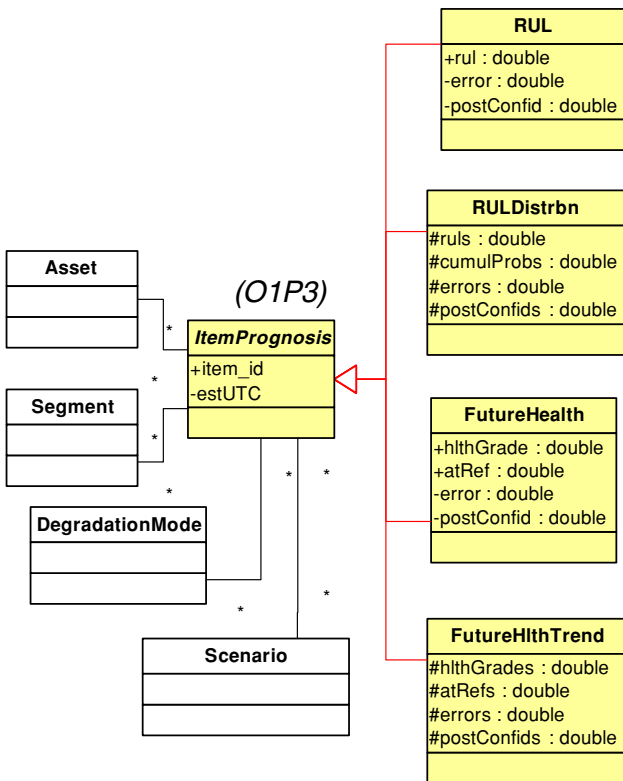 RUL
+rul : double
-error : double
-postConfid : double
RULDistrbn
#ruls : double
#cumulProbs : double
#errors : double
#postConfids : double
Asset
(O1P3)
ItemPrognosis
+item_id
-estUTC
*
*
Segment
*
*
*
*
FutureHealth
+hlthGrade : double
+atRef : double
-error : double
-postConfid : double
DegradationMode
*
*
Scenario
FutureHlthTrend
#hlthGrades : double
#atRefs : double
#errors : double
#postConfids : double